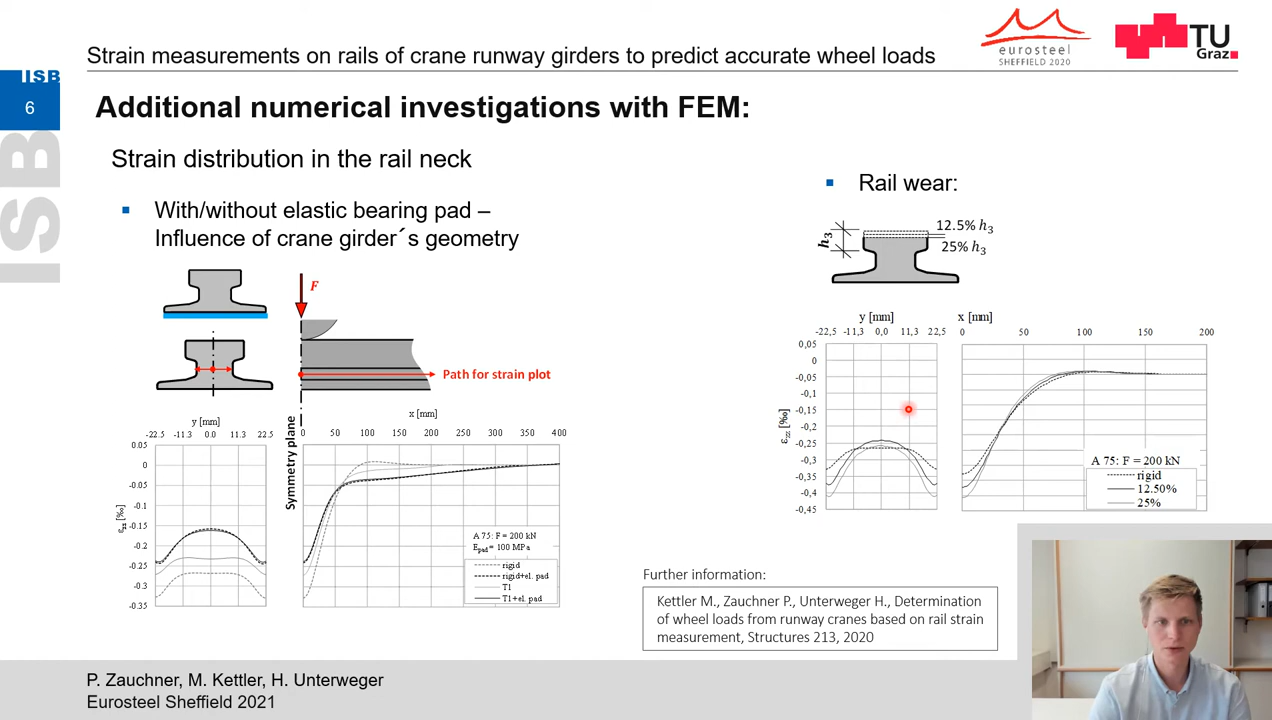 Strain measurements on rails of crane runway girders to predict accurate wheel loads
eurosteel
SHEFFIELD 2020
TU
Graz
ISB
6
ISB
Additional numerical investigations with FEM:
Strain distribution in the rail neck
With/without elastic bearing pad –
Influence of crane girder´s geometry
F
Path for strain plot
Symmetry plane
y [mm]
-22.5 -11.3 0.0 11.3 22.5
x [mm]
0 50 100 150 200 250 300 350 400
0.05
0
-0.05
-0.1
-0.15
-0.2
-0.25
-0.3
-0.35
εzz [‰]
A 75: F = 200 kN
Epad = 100 MPa
rigid
rigid+el. pad
T1
T1+el. pad
Rail wear:
h3
12.5% h3
25% h3
y [mm]
-22,5 -11,3 0,0 11,3 22,5
x [mm]
0 50 100 150 200
0,05
0
-0,05
-0,1
-0,15
-0,2
-0,25
-0,3
-0,35
-0,4
-0,45
εzz [‰]
A 75: F = 200 kN
rigid
12.50%
25%
Further information:
Kettler M., Zauchner P., Unterweger H., Determination
of wheel loads from runway cranes based on rail strain
measurement, Structures 213, 2020
P. Zauchner, M. Kettler, H. Unterweger
Eurosteel Sheffield 2021